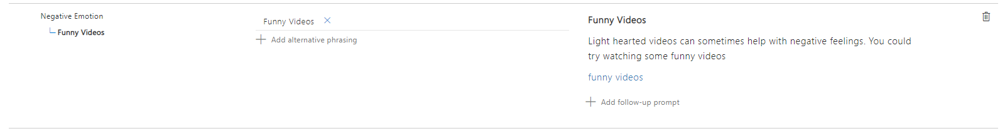 Negative Emotion
Funny Videos
Funny Videos
Add alternative phrasing
Funny Videos
Light hearted videos can sometimes help with negative feelings. You could
try watching some funny videos
funny videos
Add follow-up prompt